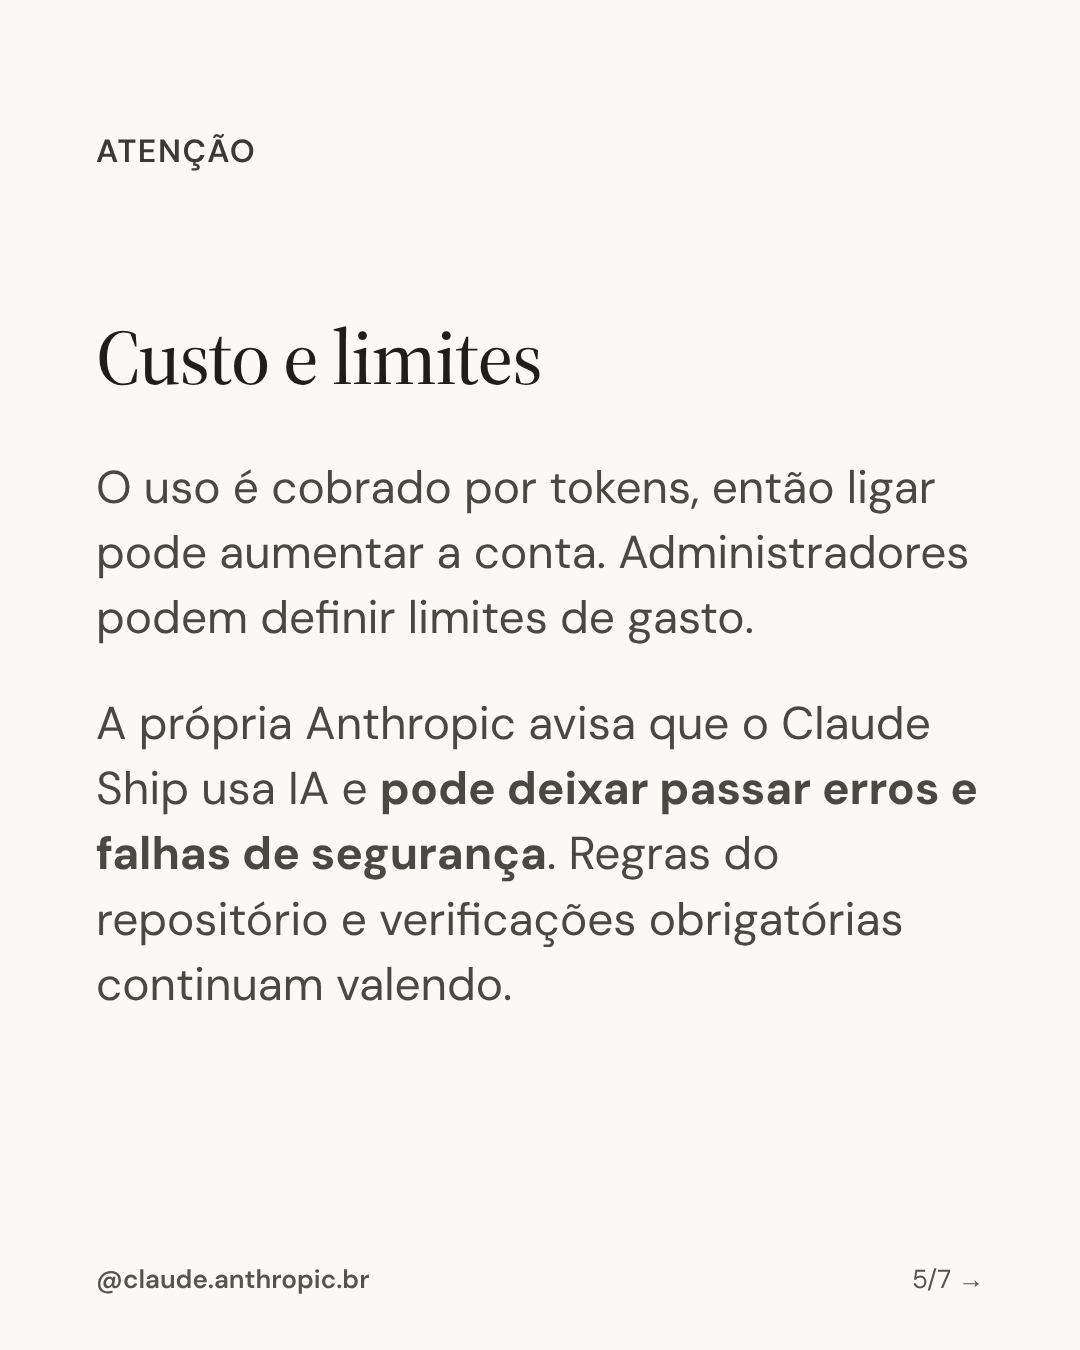 ATENÇÃO
Custo e limites
O uso é cobrado por tokens, então ligar
pode aumentar a conta. Administradores
podem definir limites de gasto.
A própria Anthropic avisa que o Claude
Ship usa IA e pode deixar passar erros e
falhas de segurança. Regras do
repositório e verificações obrigatórias
continuam valendo.
@claude.anthropic.br
5/7 →